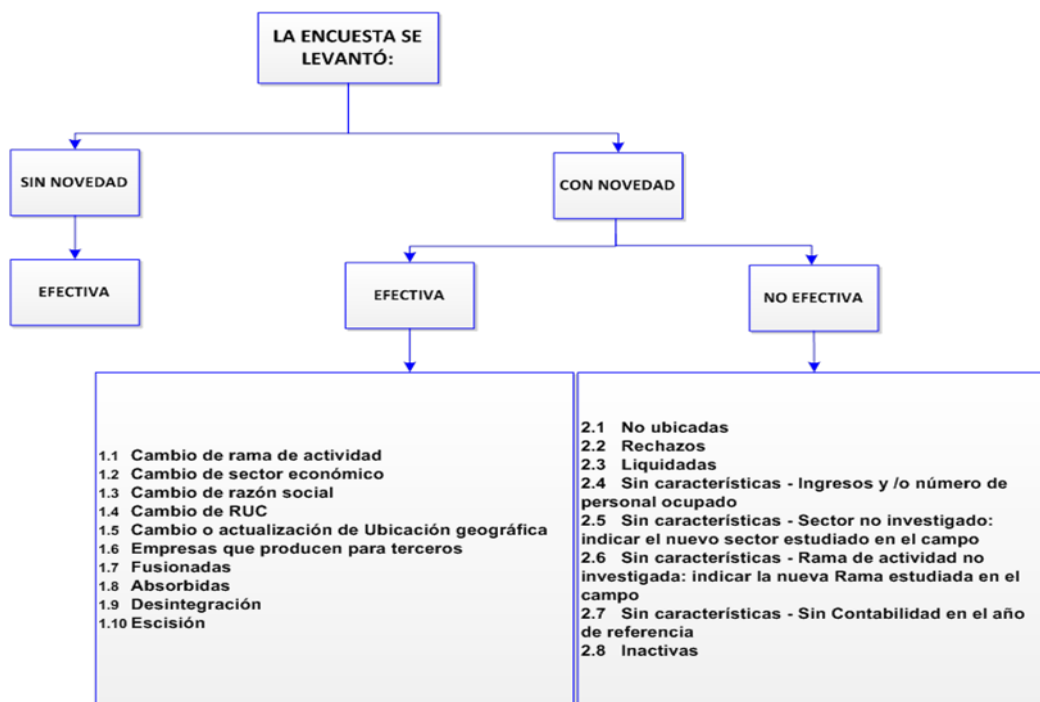 LA ENCUESTA SE
LEVANTÓ:
SIN NOVEDAD
CON NOVEDAD
EFECTIVA
EFECTIVA
NO EFECTIVA
1.1 Cambio de rama de actividad
1.2 Cambio de sector económico
1.3 Cambio de razón social
1.4 Cambio de RUC
1.5 Cambio o actualización de Ubicación geográfica
1.6 Empresas que producen para terceros
1.7 Fusionadas
1.8 Absorbidas
1.9 Desintegración
1.10 Escisión
2.1 No ubicadas
2.2 Rechazos
2.3 Liquidadas
2.4 Sin características - Ingresos y /o número de
personal ocupado
2.5 Sin características - Sector no investigado:
indicar el nuevo sector estudiado en el campo
2.6 Sin características - Rama de actividad no
investigada: indicar la nueva Rama estudiada en el
campo
2.7 Sin características - Sin Contabilidad en el año
de referencia
2.8 Inactivas